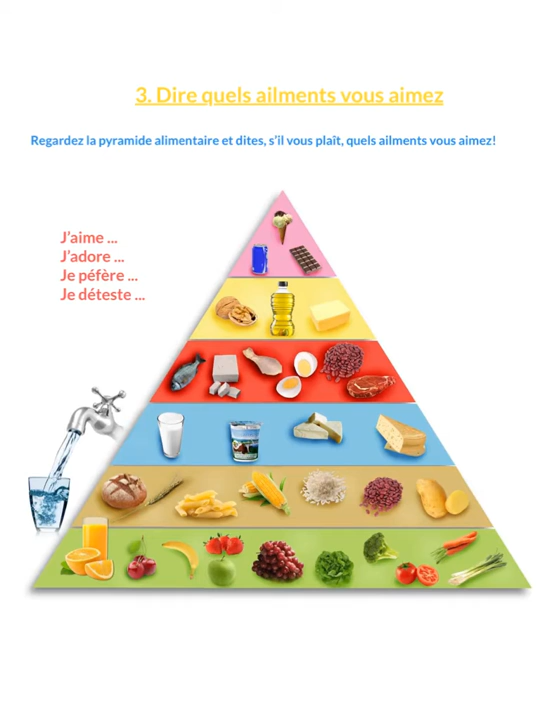 3. Dire quels ailments vous aimez
Regardez la pyramide alimentaire et dites, s'il vous plaît, quels ailments vous aimez!
J'aime ...
J'adore ...
Je péfère ...
Je déteste ...